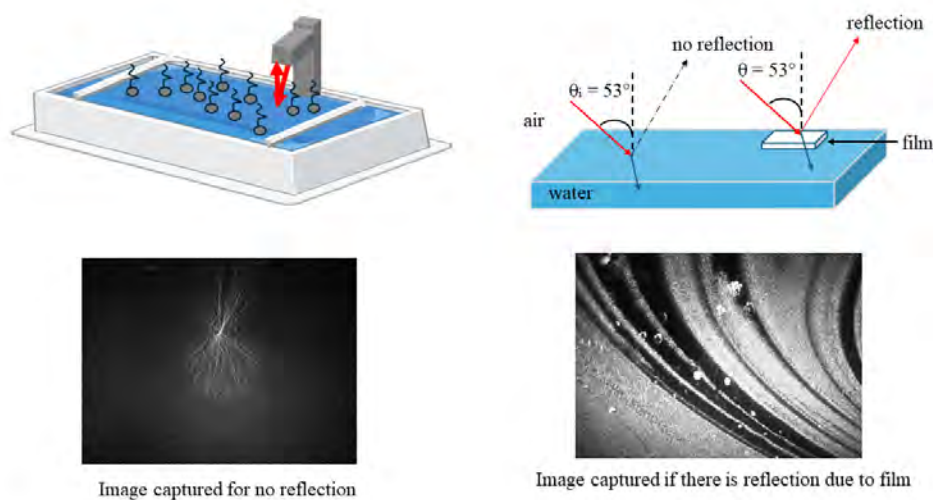 reflection
no reflection
θ = 53°
θᵢ = 53°
air
film
water
Image captured for no reflection
Image captured if there is reflection due to film